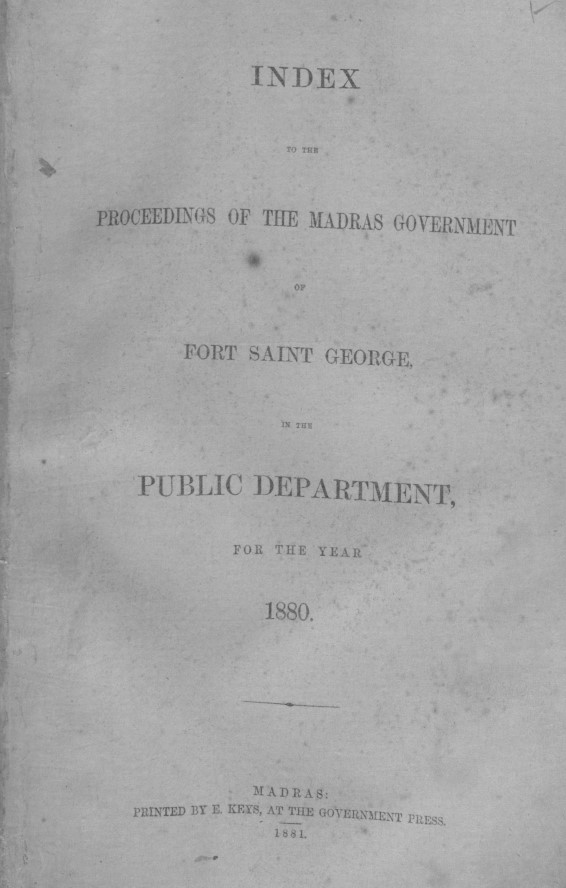 INDEX
TO THE
PROCEEDINGS OF THE MADRAS GOVERNMENT
OF
FORT SAINT GEORGE,
IN THE
PUBLIC DEPARTMENT,
FOR THE YEAR
1880.
MADRAS:
PRINTED BY E. KEYS, AT THE GOVERNMENT PRESS.
1881.